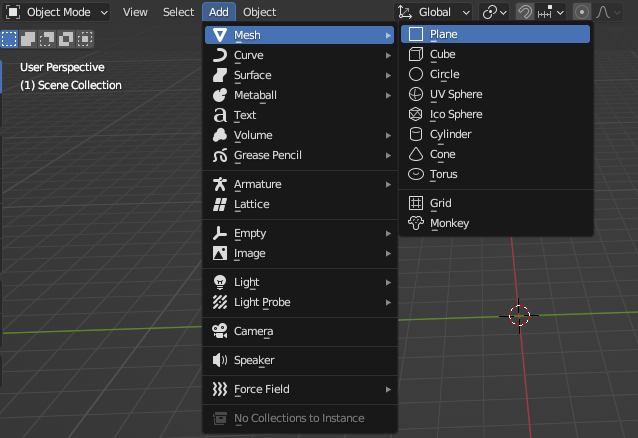 Object Mode View Select Add Object Global
User Perspective
(1) Scene Collection
Mesh
Curve
Surface
Metaball
Text
Volume
Grease Pencil
Armature
Lattice
Empty
Image
Light
Light Probe
Camera
Speaker
Force Field
No Collections to Instance
Plane
Cube
Circle
UV Sphere
Ico Sphere
Cylinder
Cone
Torus
Grid
Monkey